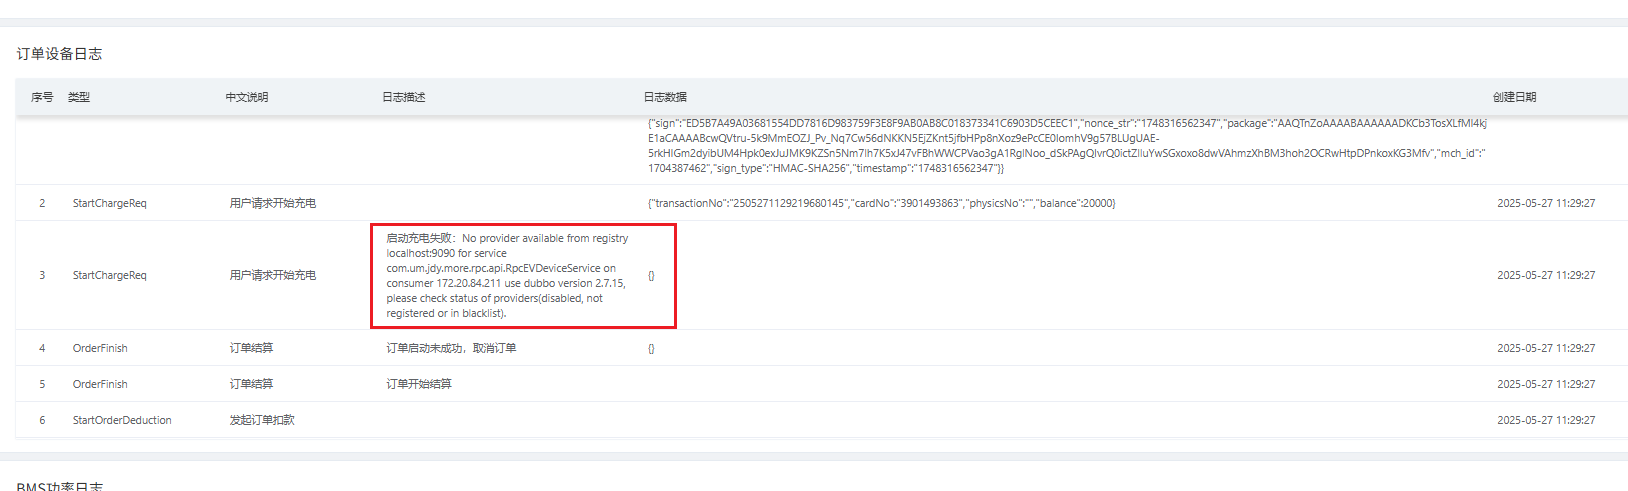 订单设备日志
序号 类型 中文说明 日志描述 日志数据 创建日期
{"sign":"ED5B7A49A03681554DD7816D983759F3E8F9AB0AB8C018373341C6903D5CEEC1","nonce_str":"1748316562347","package":"AAQTnZoAAAABAAAAAADKCb3TosXLfMl4kj
E1aCAAAABcwQVtru-5k9MmEOZJ_Pv_Nq7Cw56dNKKN5EjZKnt5jfbHPp8nXoz9ePcCE0IomhV9g57BLUgUAE-
5rkHIGm2dyibUM4Hpk0exJuJMK9KZSn5Nm7lh7K5xJ47vFBhWWCPVao3gA1RglNoo_dSkPAgQlvrQ0ictZlIuYwSGxoxo8dwVAhmzXhBM3hoh2OCRwHtpDPnkoxKG3Mfv","mch_id":"
1704387462","sign_type":"HMAC-SHA256","timestamp":"1748316562347"}}
2 StartChargeReq 用户请求开始充电 {"transactionNo":"2505271129219680145","cardNo":"3901493863","physicsNo":"","balance":20000} 2025-05-27 11:29:27
启动充电失败：No provider available from registry
localhost:9090 for service
com.um.jdy.more.rpc.api.RpcEVDeviceService on
3 StartChargeReq 用户请求开始充电 consumer 172.20.84.211 use dubbo version 2.7.15, {} 2025-05-27 11:29:27
please check status of providers(disabled, not
registered or in blacklist).
4 OrderFinish 订单结算 订单启动未成功，取消订单 {} 2025-05-27 11:29:27
5 OrderFinish 订单结算 订单开始结算 2025-05-27 11:29:27
6 StartOrderDeduction 发起订单扣款 2025-05-27 11:29:27
BMS功率日志